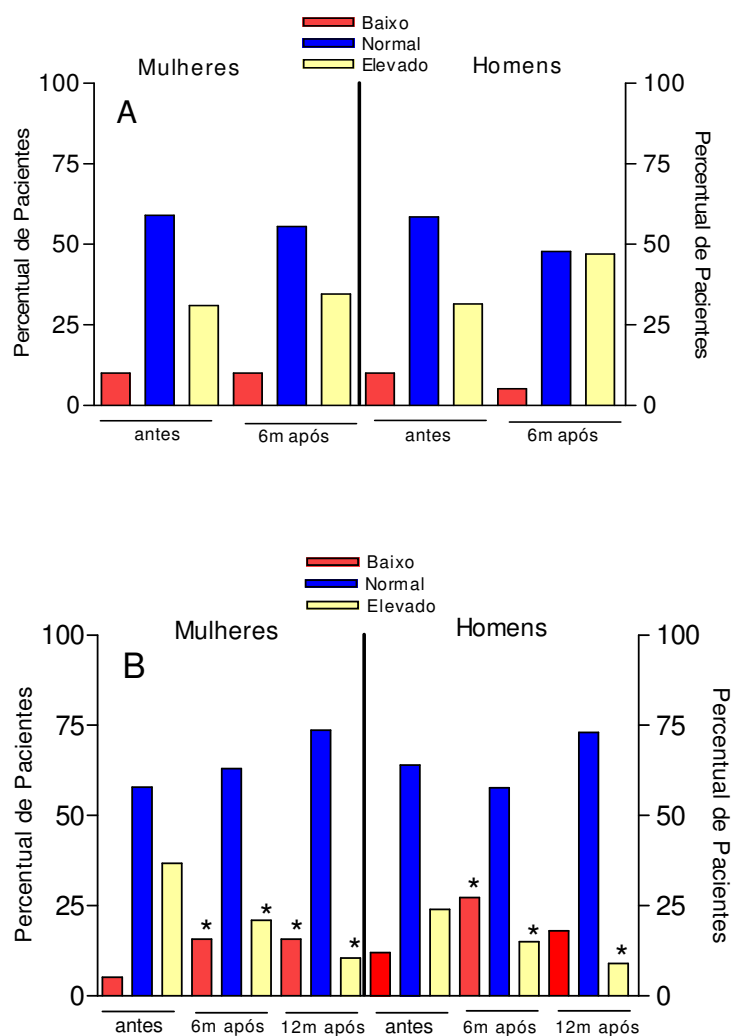 Baixo
Normal
Elevado
Mulheres
Homens
A
Percentual de Pacientes
100
75
50
25
0
100
75
50
25
0
Percentual de Pacientes
antes
6m após
antes
6m após
Baixo
Normal
Elevado
Mulheres
Homens
B
Percentual de Pacientes
100
75
50
25
0
* * * * * * *
100
75
50
25
0
Percentual de Pacientes
antes
6m após
12m após
antes
6m após
12m após